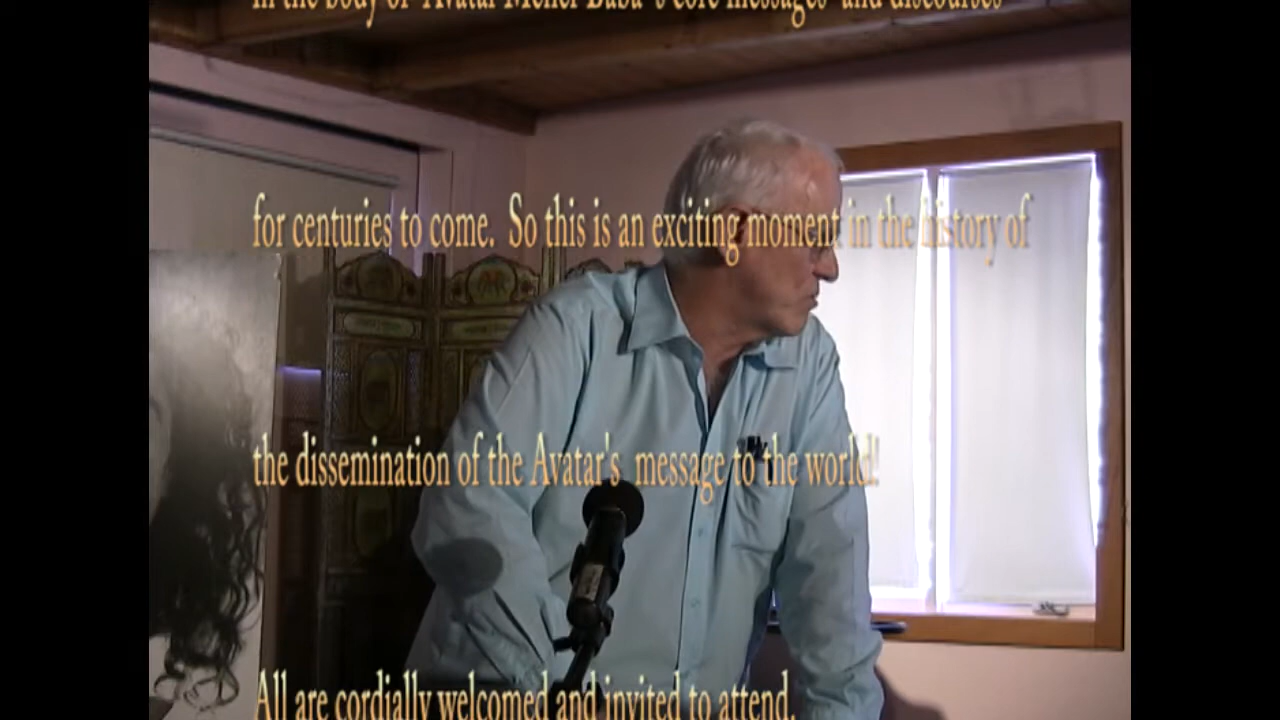 in the body of Avatar Meher Baba's core messages and discourses
for centuries to come. So this is an exciting moment in the history of
the dissemination of the Avatar's message to the world!
All are cordially welcomed and invited to attend.